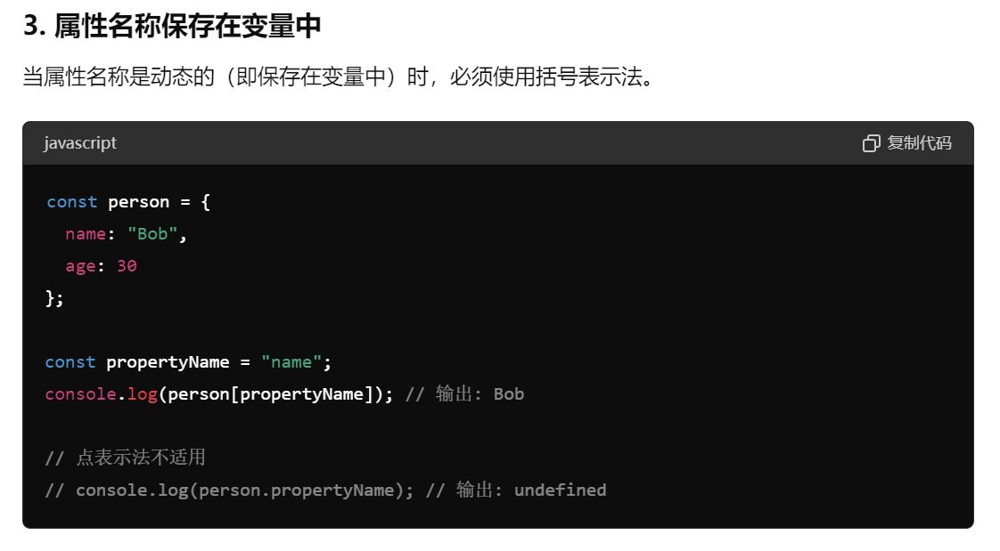 3. 属性名称保存在变量中
当属性名称是动态的（即保存在变量中）时，必须使用括号表示法。
javascript 复制代码
const person = {
  name: "Bob",
  age: 30
};
const propertyName = "name";
console.log(person[propertyName]); // 输出: Bob
// 点表示法不适用
// console.log(person.propertyName); // 输出: undefined